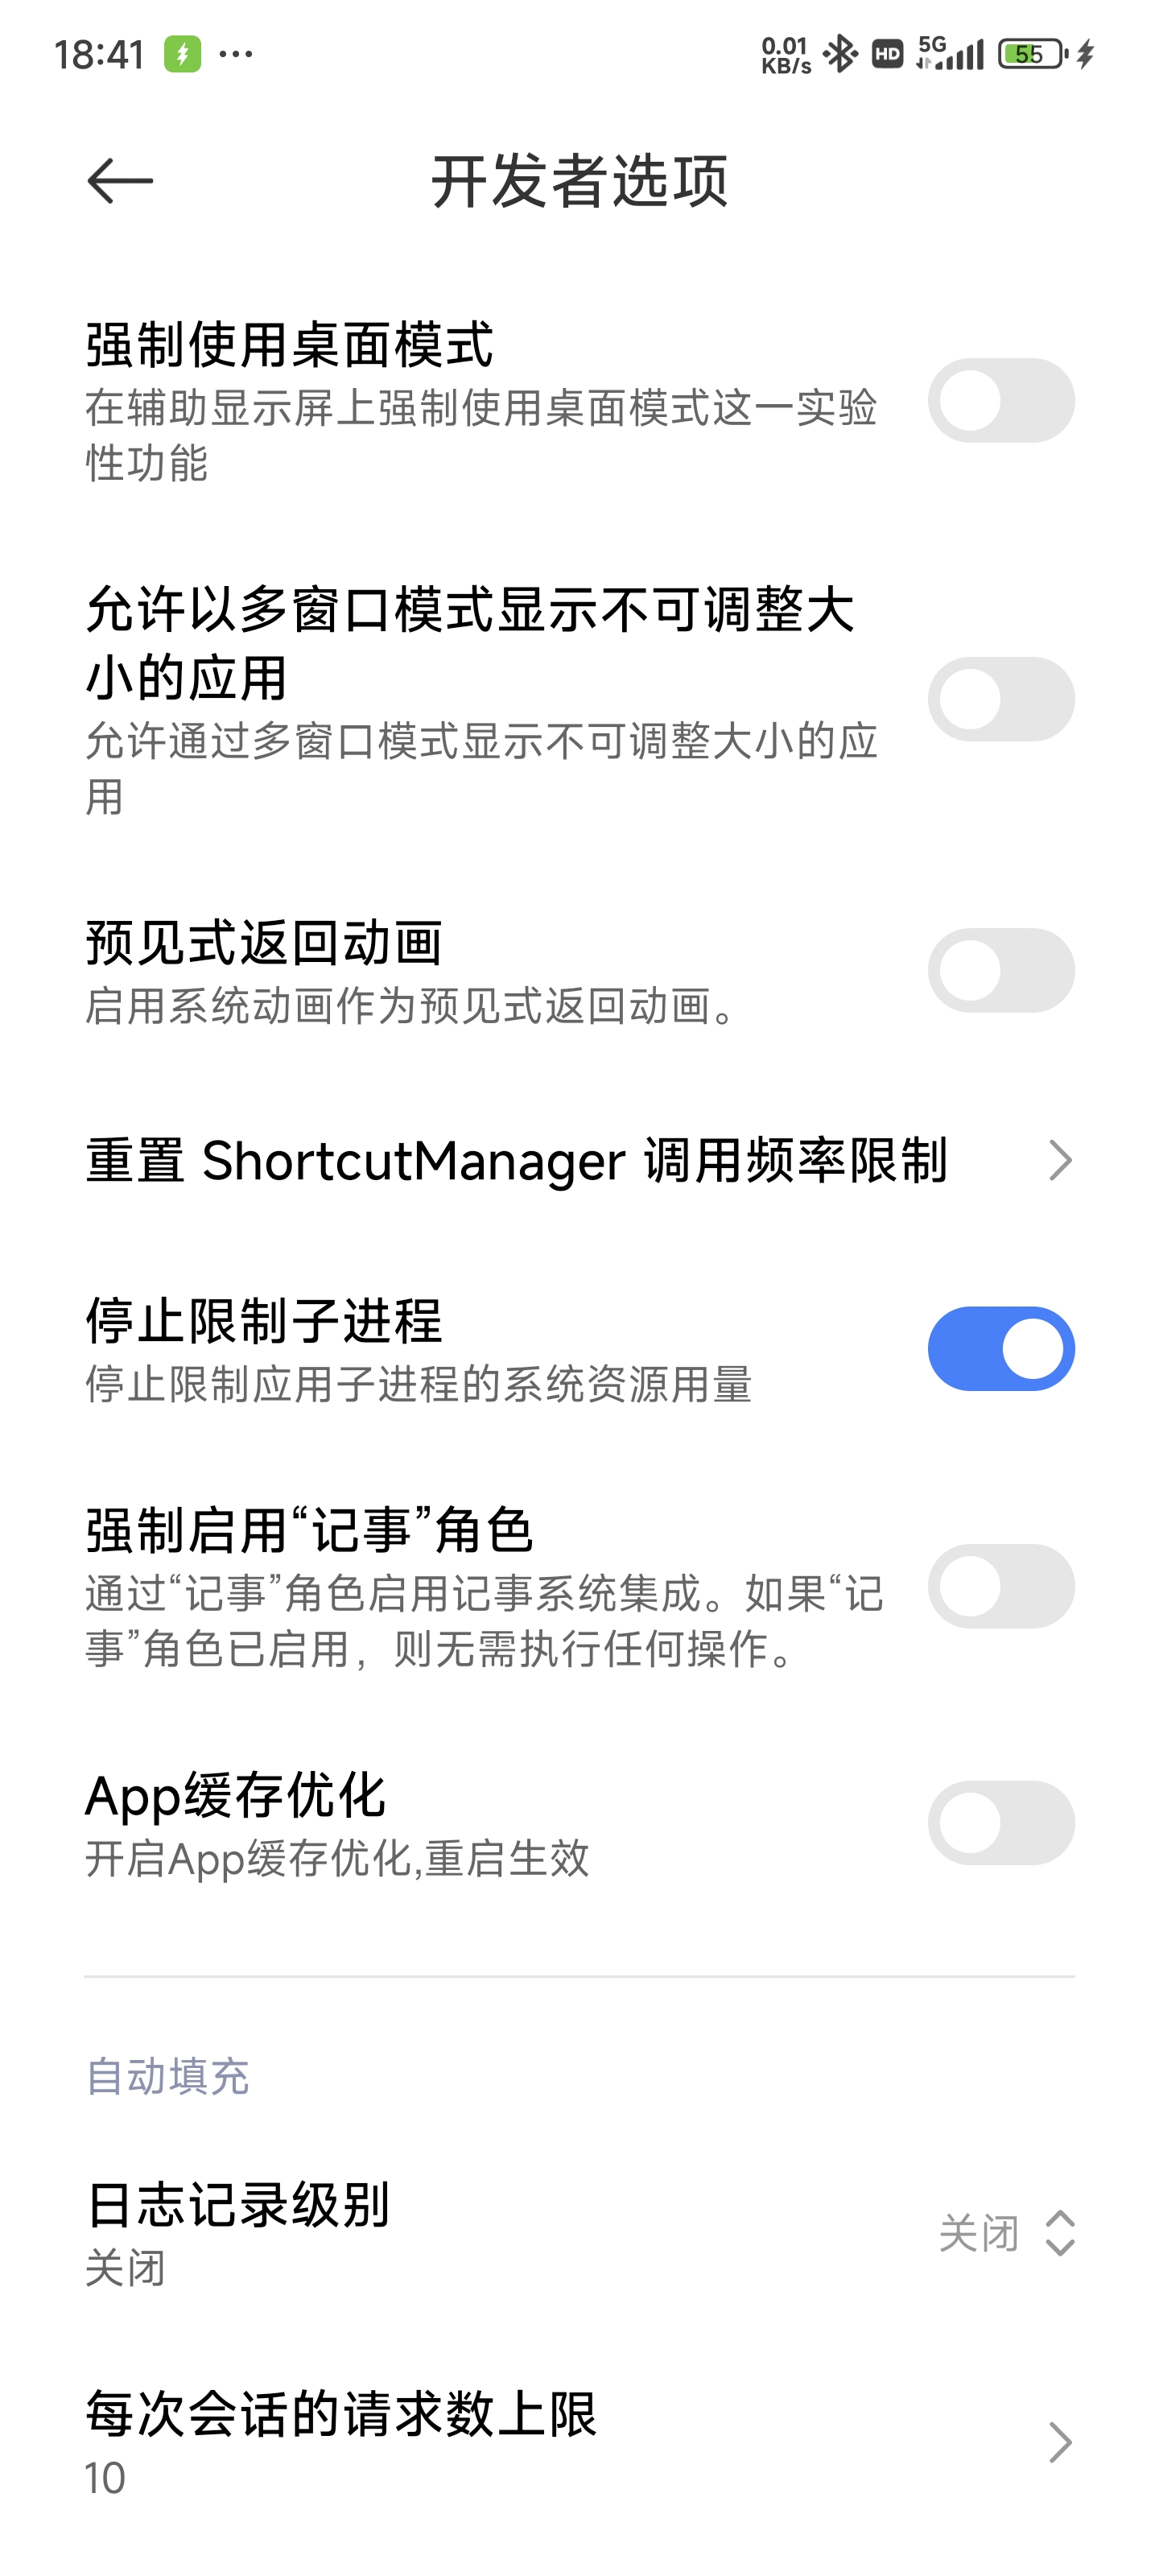 18:41
0.01 KB/s HD 5G 55
开发者选项
强制使用桌面模式
在辅助显示屏上强制使用桌面模式这一实验
性功能
允许以多窗口模式显示不可调整大
小的应用
允许通过多窗口模式显示不可调整大小的应
用
预见式返回动画
启用系统动画作为预见式返回动画。
重置 ShortcutManager 调用频率限制
停止限制子进程
停止限制应用子进程的系统资源用量
强制启用“记事”角色
通过“记事”角色启用记事系统集成。如果“记
事”角色已启用，则无需执行任何操作。
App缓存优化
开启App缓存优化,重启生效
自动填充
日志记录级别
关闭
关闭
每次会话的请求数上限
10